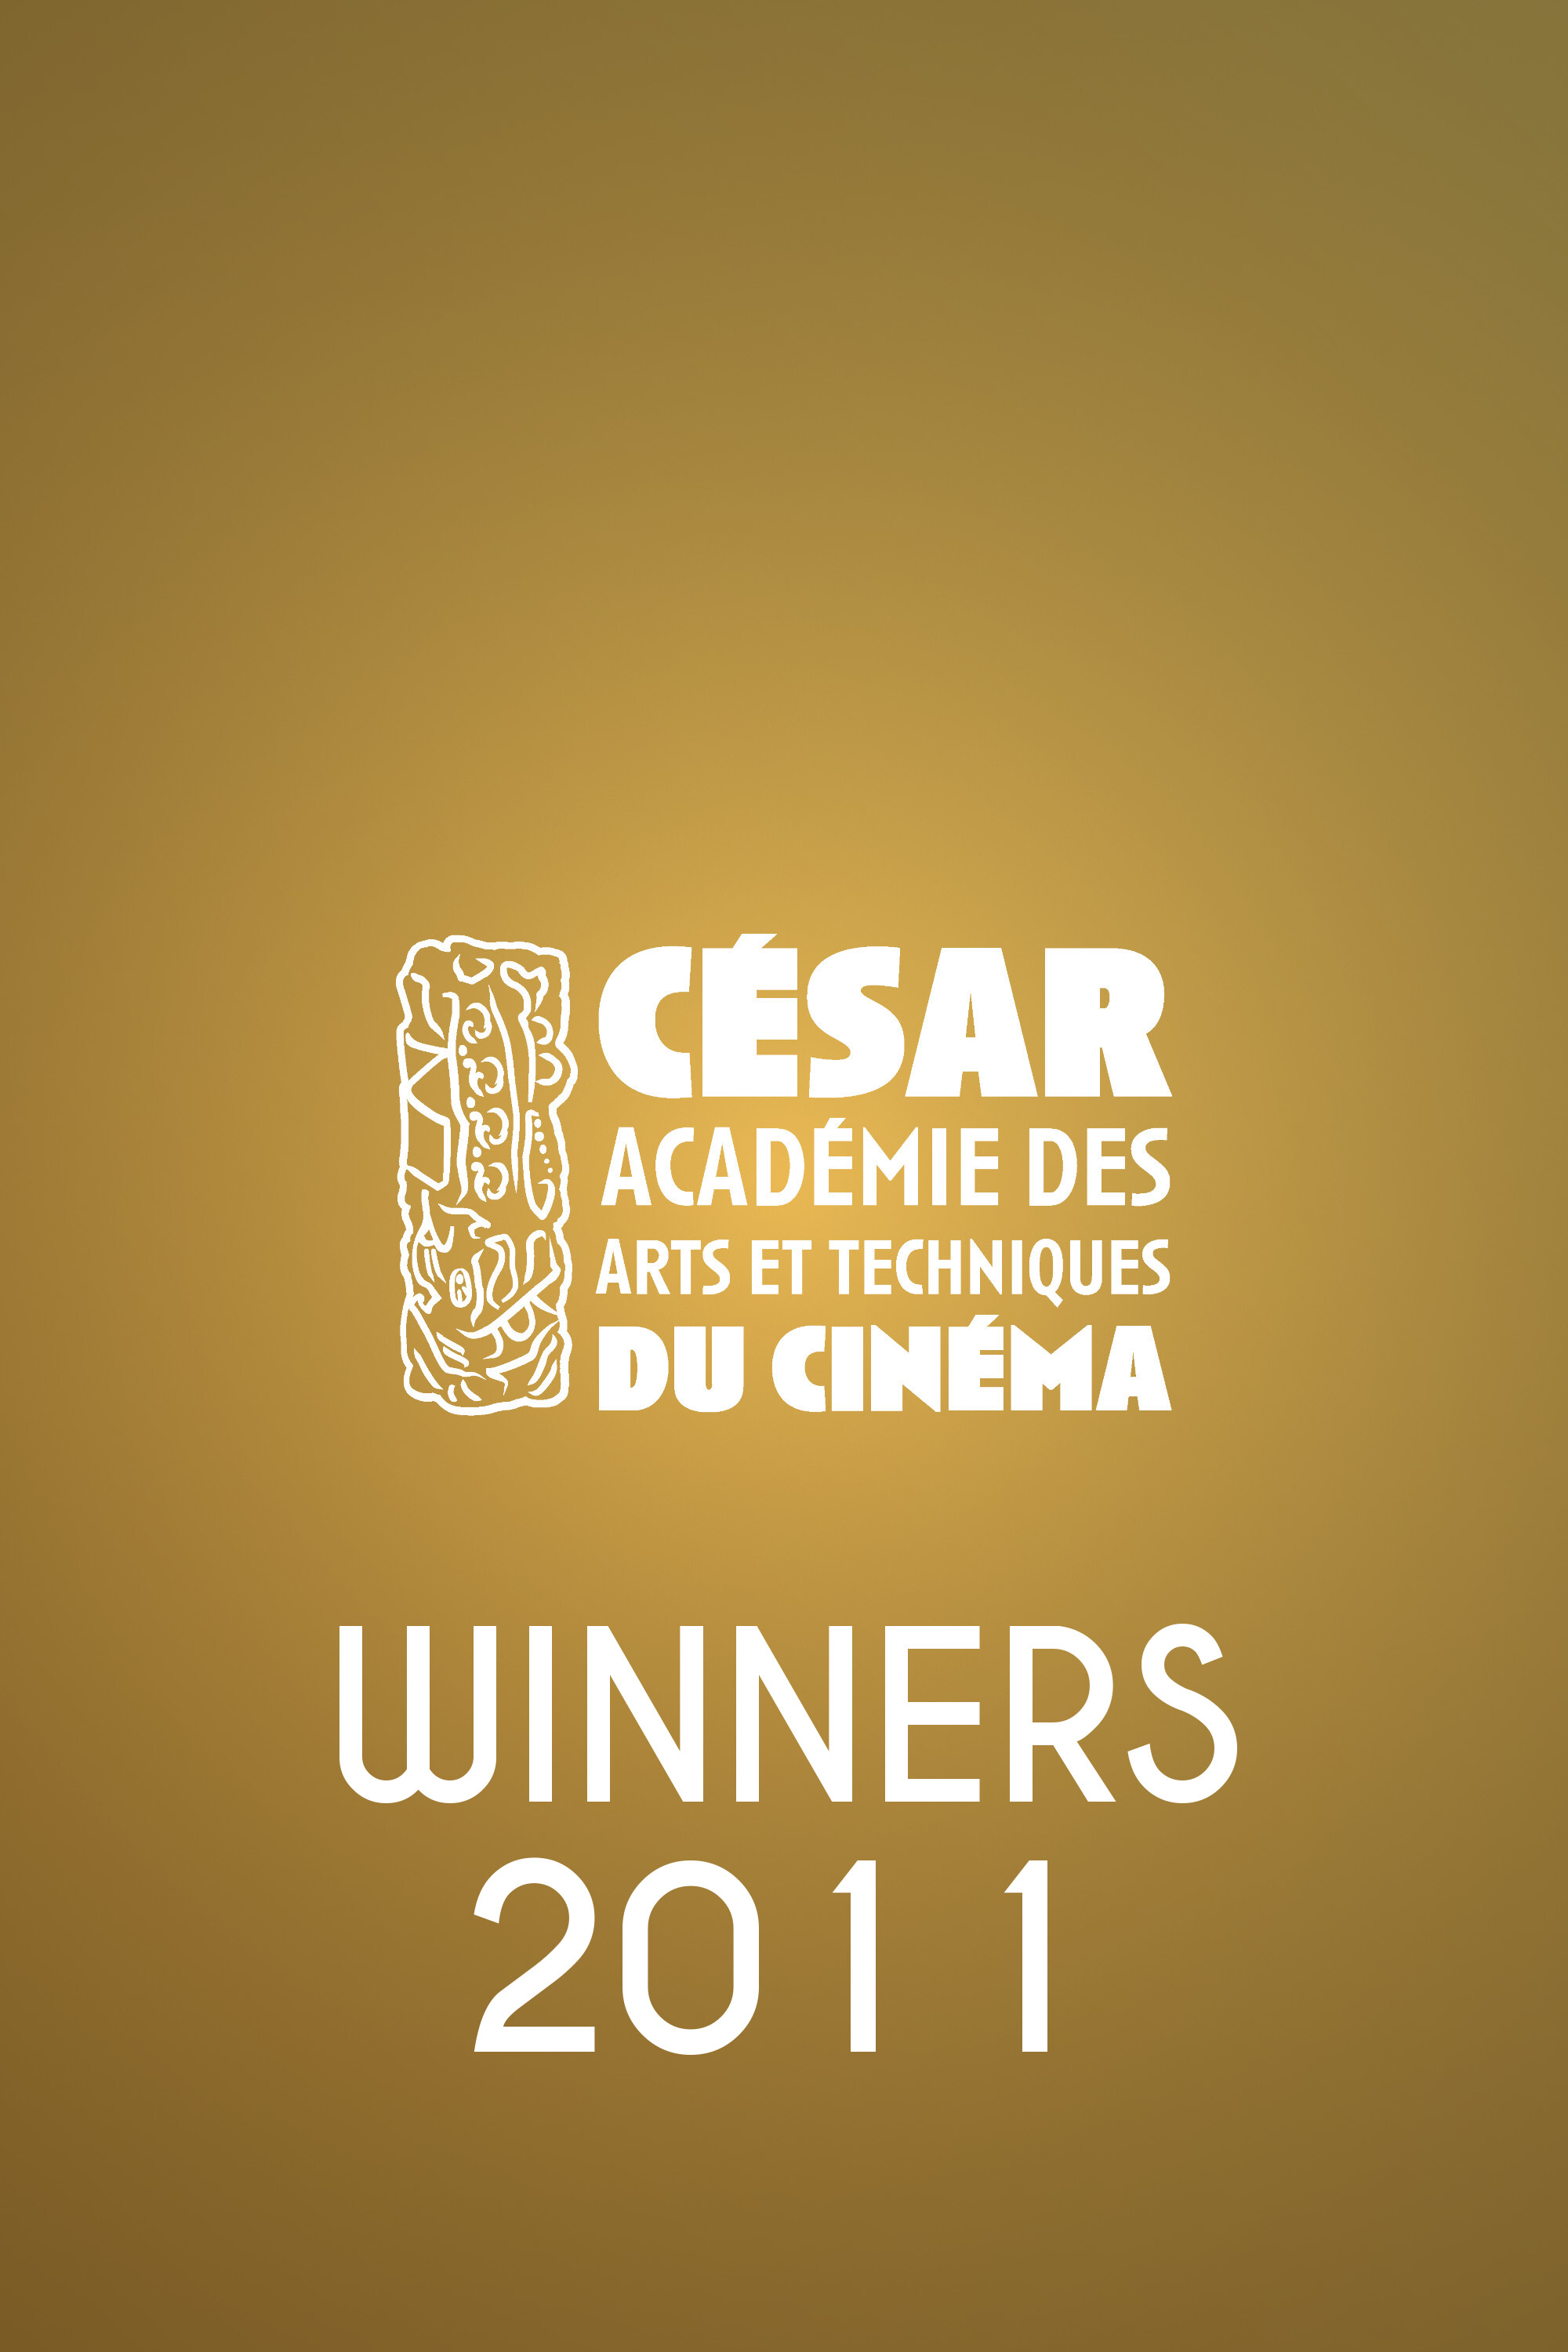 CÉSAR
ACADÉMIE DES
ARTS ET TECHNIQUES
DU CINÉMA
WINNERS
2011